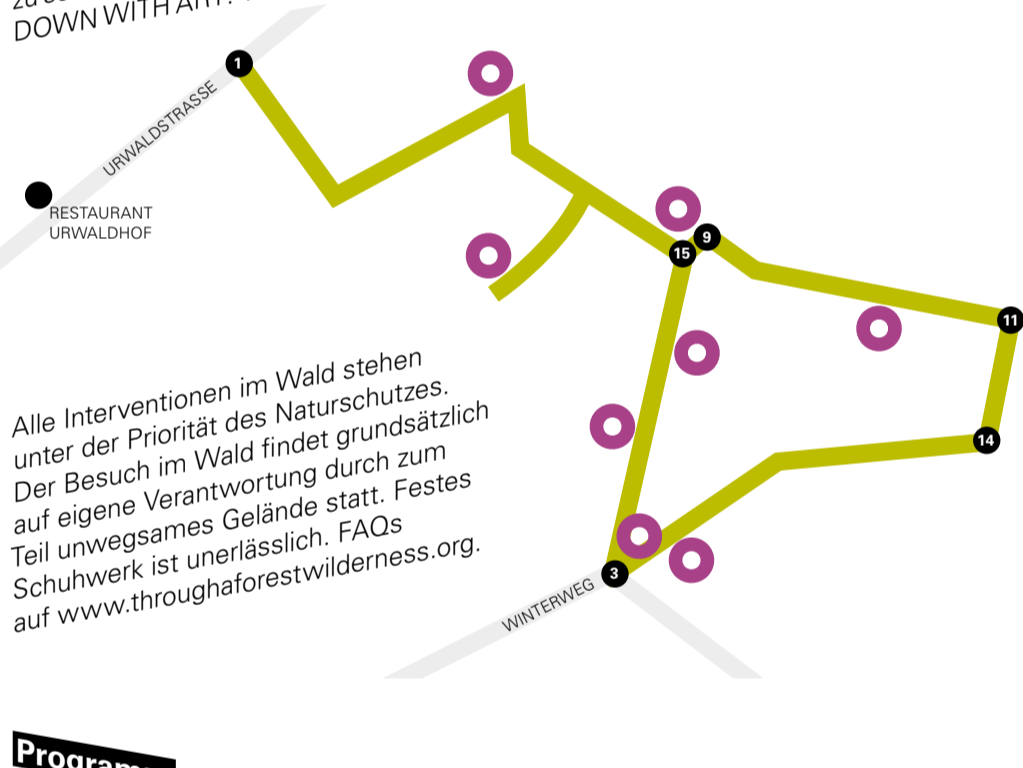 DOWN WITH ART!
1
URWALDSTRASSE
RESTAURANT
URWALDHOF
9
15
11
14
3
WINTERWEG
Alle Interventionen im Wald stehen
unter der Priorität des Naturschutzes.
Der Besuch im Wald findet grundsätzlich
auf eigene Verantwortung durch zum
Teil unwegsames Gelände statt. Festes
Schuhwerk ist unerlässlich. FAQs
auf www.throughaforestwilderness.org.